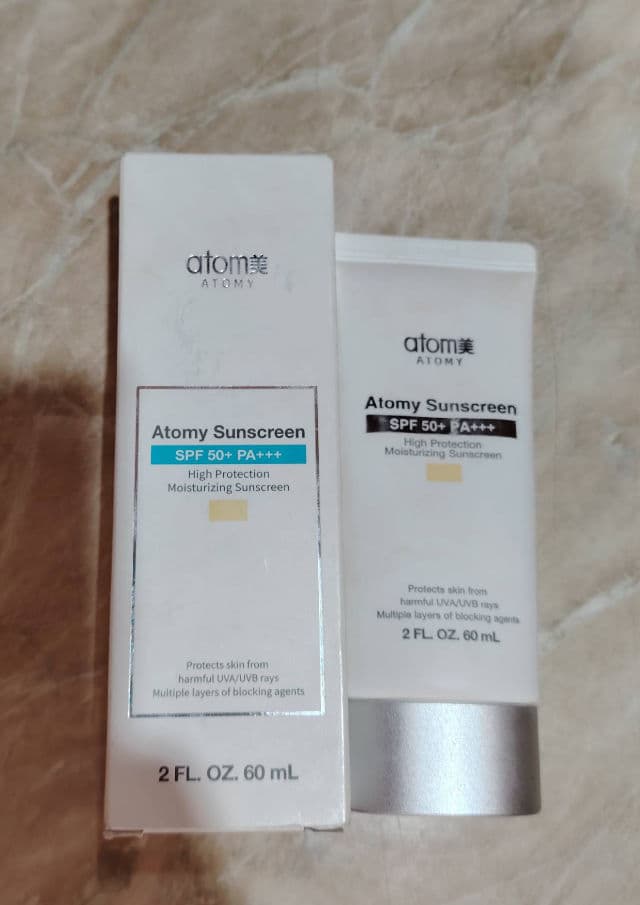 atom美
ATOMY
Atomy Sunscreen
SPF 50+ PA+++
High Protection
Moisturizing Sunscreen
Protects skin from
harmful UVA/UVB rays
Multiple layers of blocking agents
2 FL. OZ. 60 mL
atom美
ATOMY
Atomy Sunscreen
SPF 50+ PA+++
High Protection
Moisturizing Sunscreen
Protects skin from
harmful UVA/UVB rays
Multiple layers of blocking agents
2 FL. OZ. 60 mL